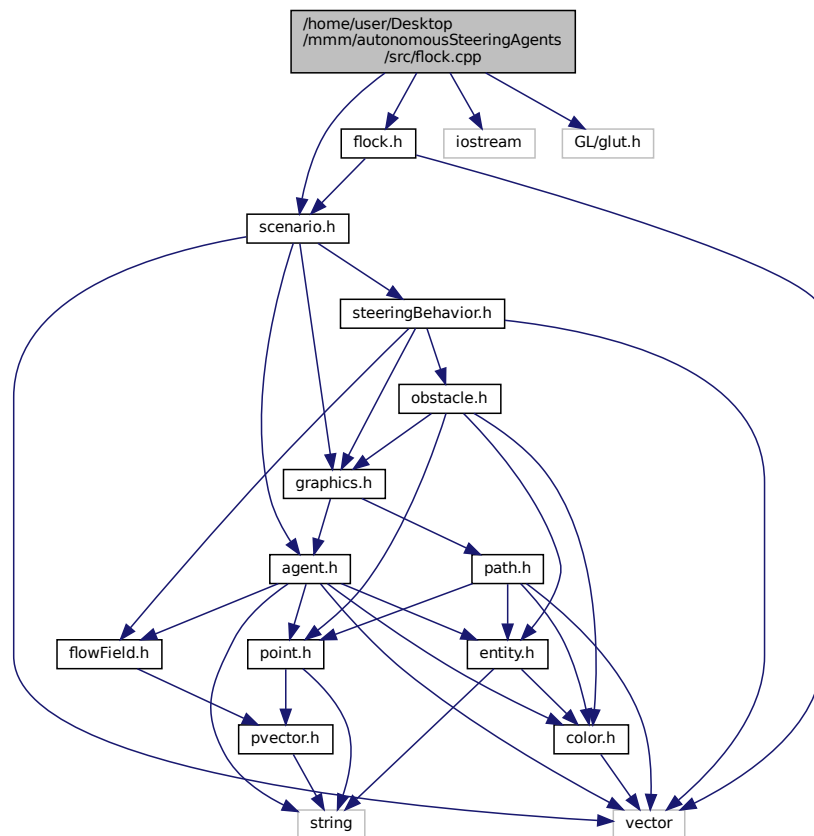 /home/user/Desktop
/mmm/autonomousSteeringAgents
/src/flock.cpp
flock.h
iostream
GL/glut.h
scenario.h
steeringBehavior.h
obstacle.h
graphics.h
agent.h
path.h
flowField.h
point.h
entity.h
pvector.h
color.h
string
vector